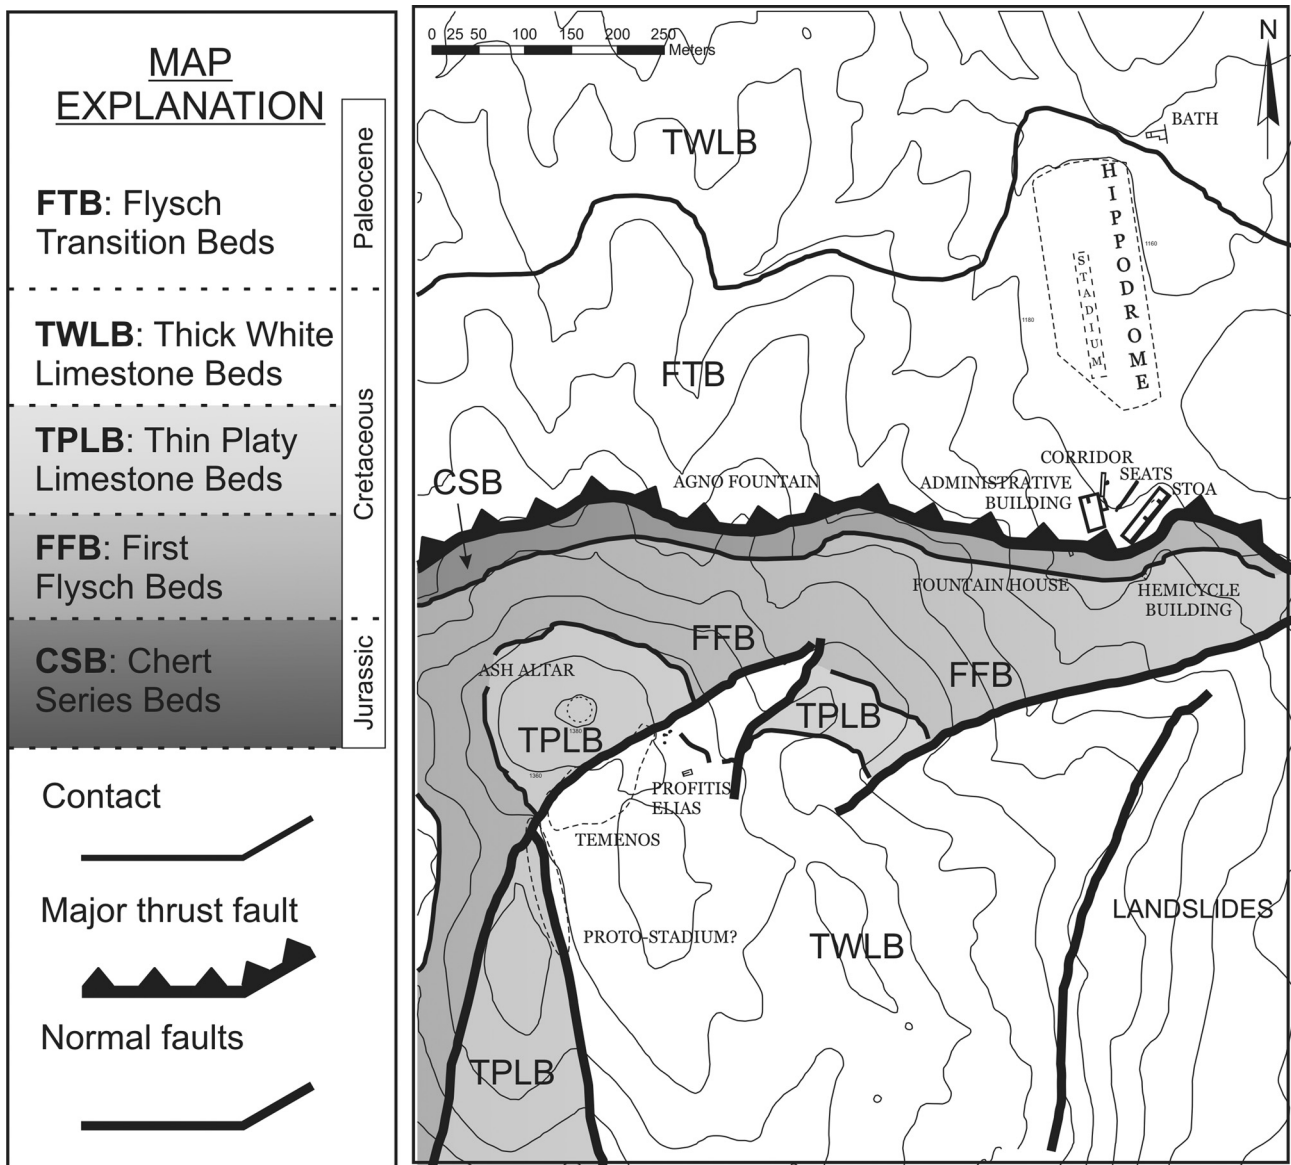 MAP
EXPLANATION
FTB: Flysch
Transition Beds
TWLB: Thick White
Limestone Beds
TPLB: Thin Platy
Limestone Beds
FFB: First
Flysch Beds
CSB: Chert
Series Beds
Paleocene
Cretaceous
Jurassic
Contact
Major thrust fault
Normal faults
0 25 50 100 150 200 250
Meters
N
TWLB
BATH
HIPPODROME
STADIUM
1160
1180
FTB
CSB
AGNO FOUNTAIN
ADMINISTRATIVE
BUILDING
CORRIDOR
SEATS
STOA
FOUNTAIN HOUSE
HEMICYCLE
BUILDING
FFB
FFB
ASH ALTAR
TPLB
1380
1360
TPLB
PROFITIS
ELIAS
TEMENOS
PROTO-STADIUM?
TWLB
LANDSLIDES
TPLB